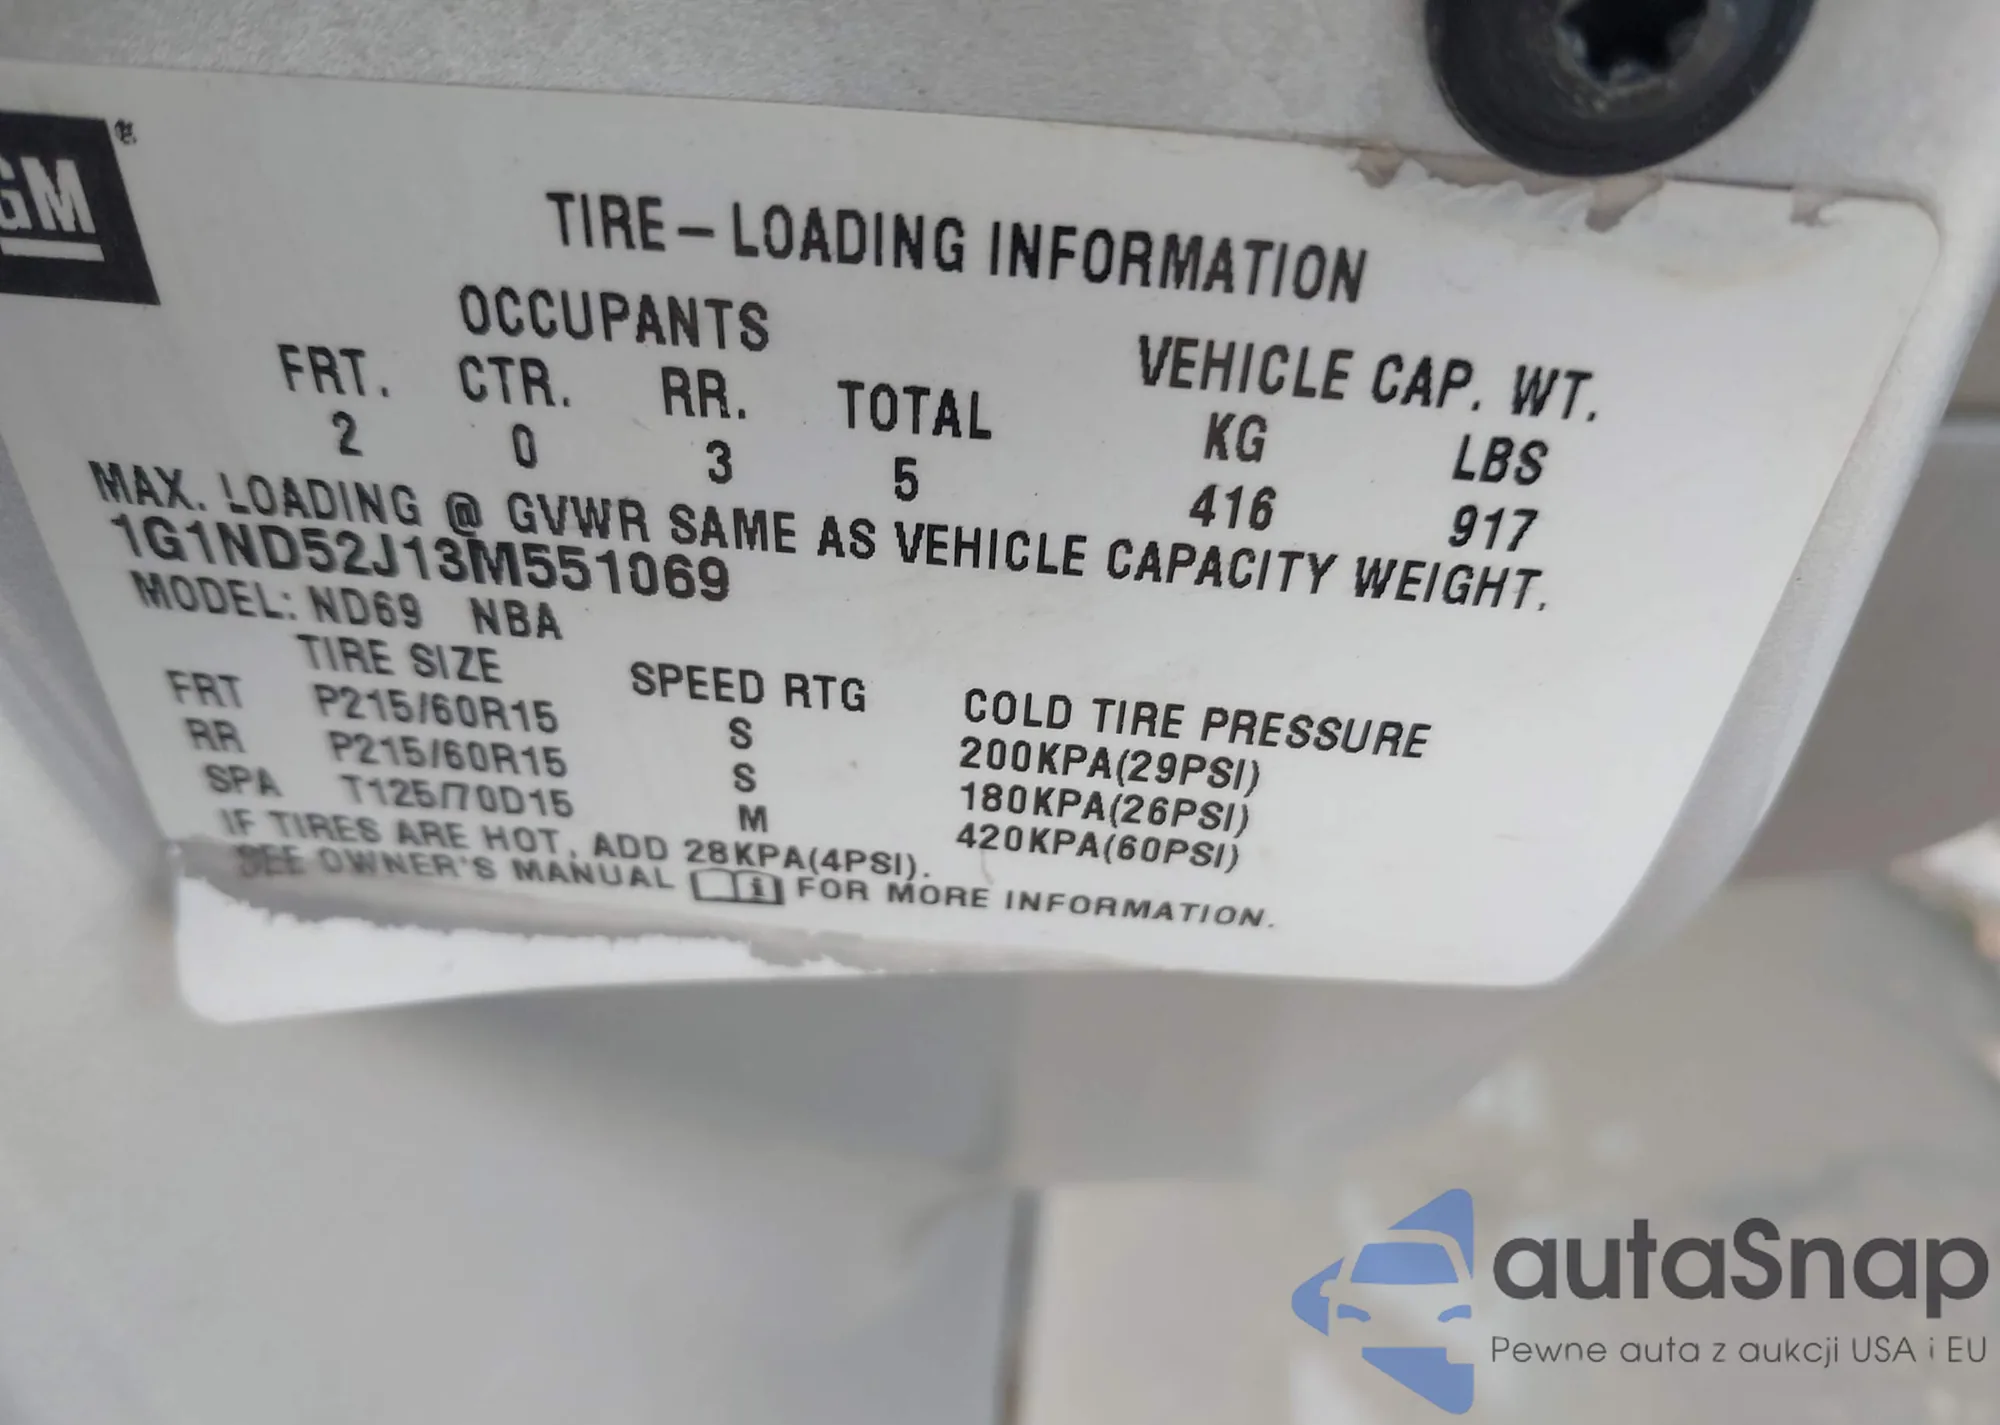 GM
TIRE – LOADING INFORMATION
OCCUPANTS VEHICLE CAP. WT.
FRT. CTR. RR. TOTAL KG LBS
2 0 3 5 416 917
MAX. LOADING @ GVWR SAME AS VEHICLE CAPACITY WEIGHT.
1G1ND52J13M551069
MODEL: ND69 NBA
TIRE SIZE SPEED RTG COLD TIRE PRESSURE
FRT P215/60R15 S 200KPA(29PSI)
RR P215/60R15 S 180KPA(26PSI)
SPA T125/70D15 M 420KPA(60PSI)
IF TIRES ARE HOT, ADD 28KPA(4PSI).
SEE OWNER'S MANUAL FOR MORE INFORMATION.
autaSnap
Pewne auta z aukcji USA i EU